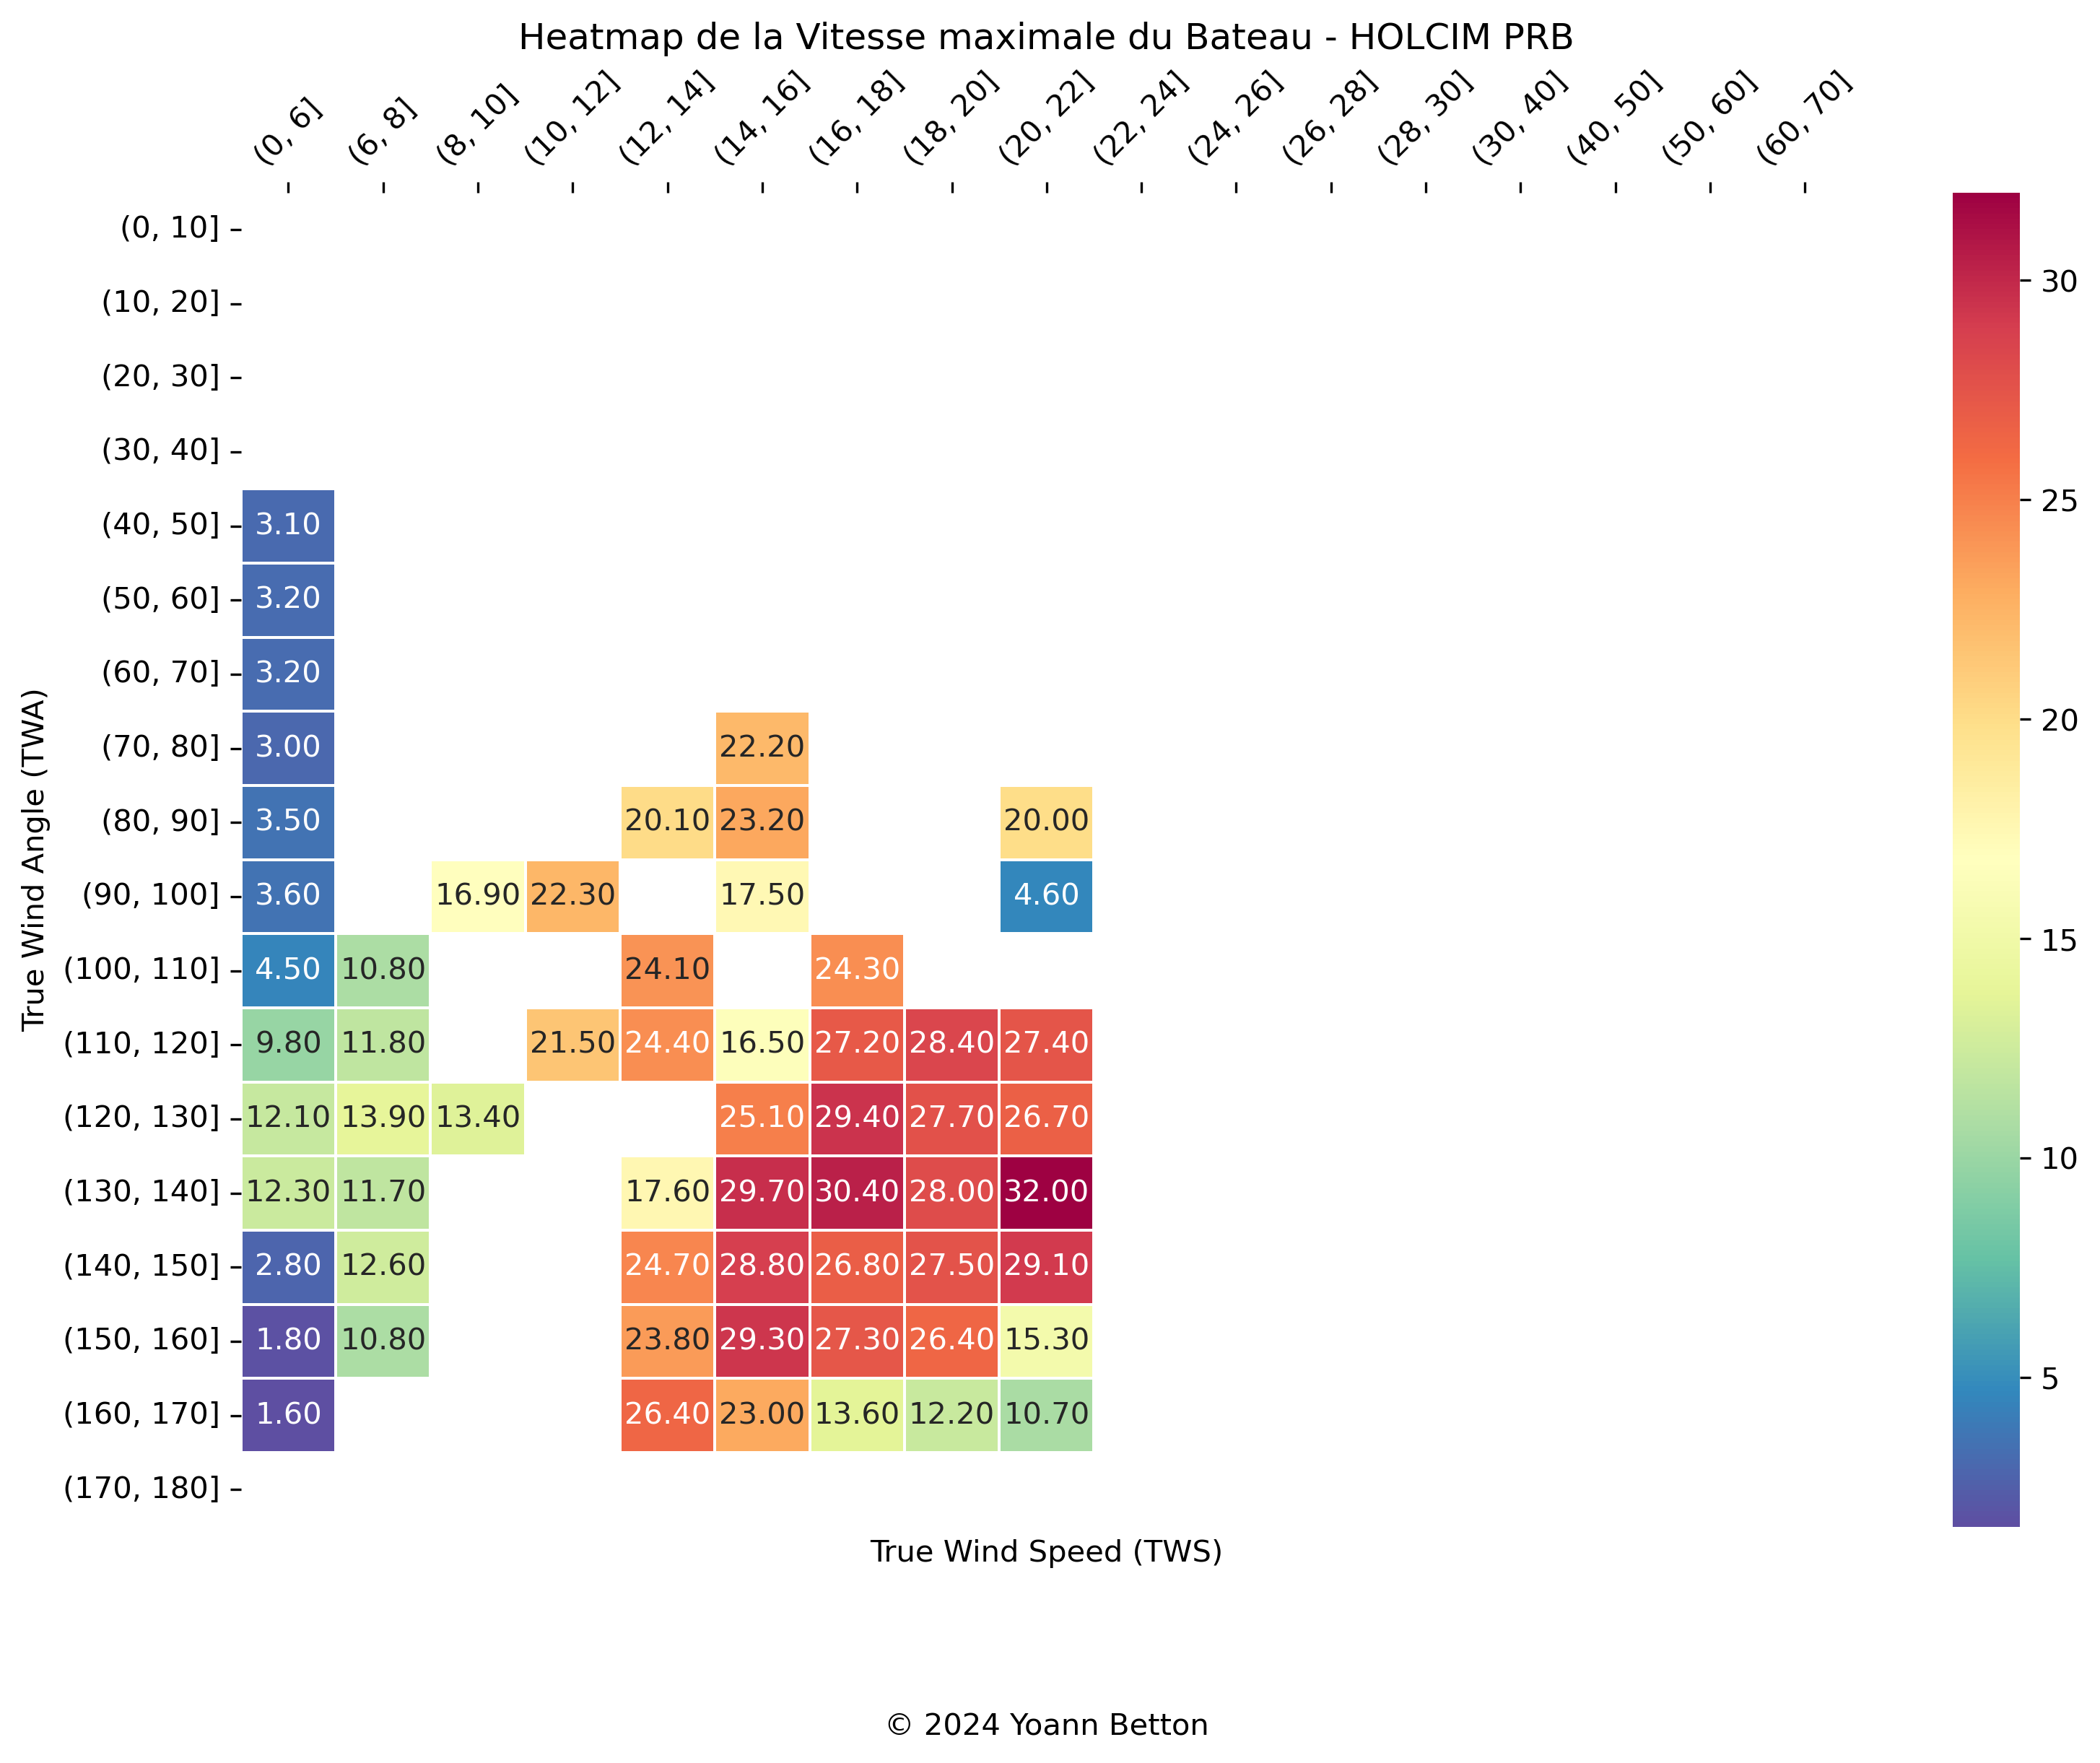 Heatmap de la Vitesse maximale du Bateau - HOLCIM PRB
(0, 6] (6, 8] (8, 10] (10, 12] (12, 14] (14, 16] (16, 18] (18, 20] (20, 22] (22, 24] (24, 26] (26, 28] (28, 30] (30, 40] (40, 50] (50, 60] (60, 70]
True Wind Angle (TWA)
(0, 10]
(10, 20]
(20, 30]
(30, 40]
(40, 50] 3.10
(50, 60] 3.20
(60, 70] 3.20
(70, 80] 3.00 22.20
(80, 90] 3.50 20.10 23.20 20.00
(90, 100] 3.60 16.90 22.30 17.50 4.60
(100, 110] 4.50 10.80 24.10 24.30
(110, 120] 9.80 11.80 21.50 24.40 16.50 27.20 28.40 27.40
(120, 130] 12.10 13.90 13.40 25.10 29.40 27.70 26.70
(130, 140] 12.30 11.70 17.60 29.70 30.40 28.00 32.00
(140, 150] 2.80 12.60 24.70 28.80 26.80 27.50 29.10
(150, 160] 1.80 10.80 23.80 29.30 27.30 26.40 15.30
(160, 170] 1.60 26.40 23.00 13.60 12.20 10.70
(170, 180]
30
25
20
15
10
5
True Wind Speed (TWS)
© 2024 Yoann Betton